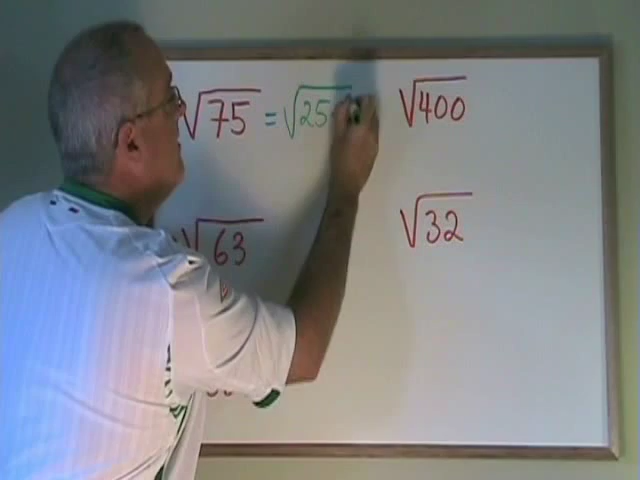 √75 = √25
√400
√63
√32